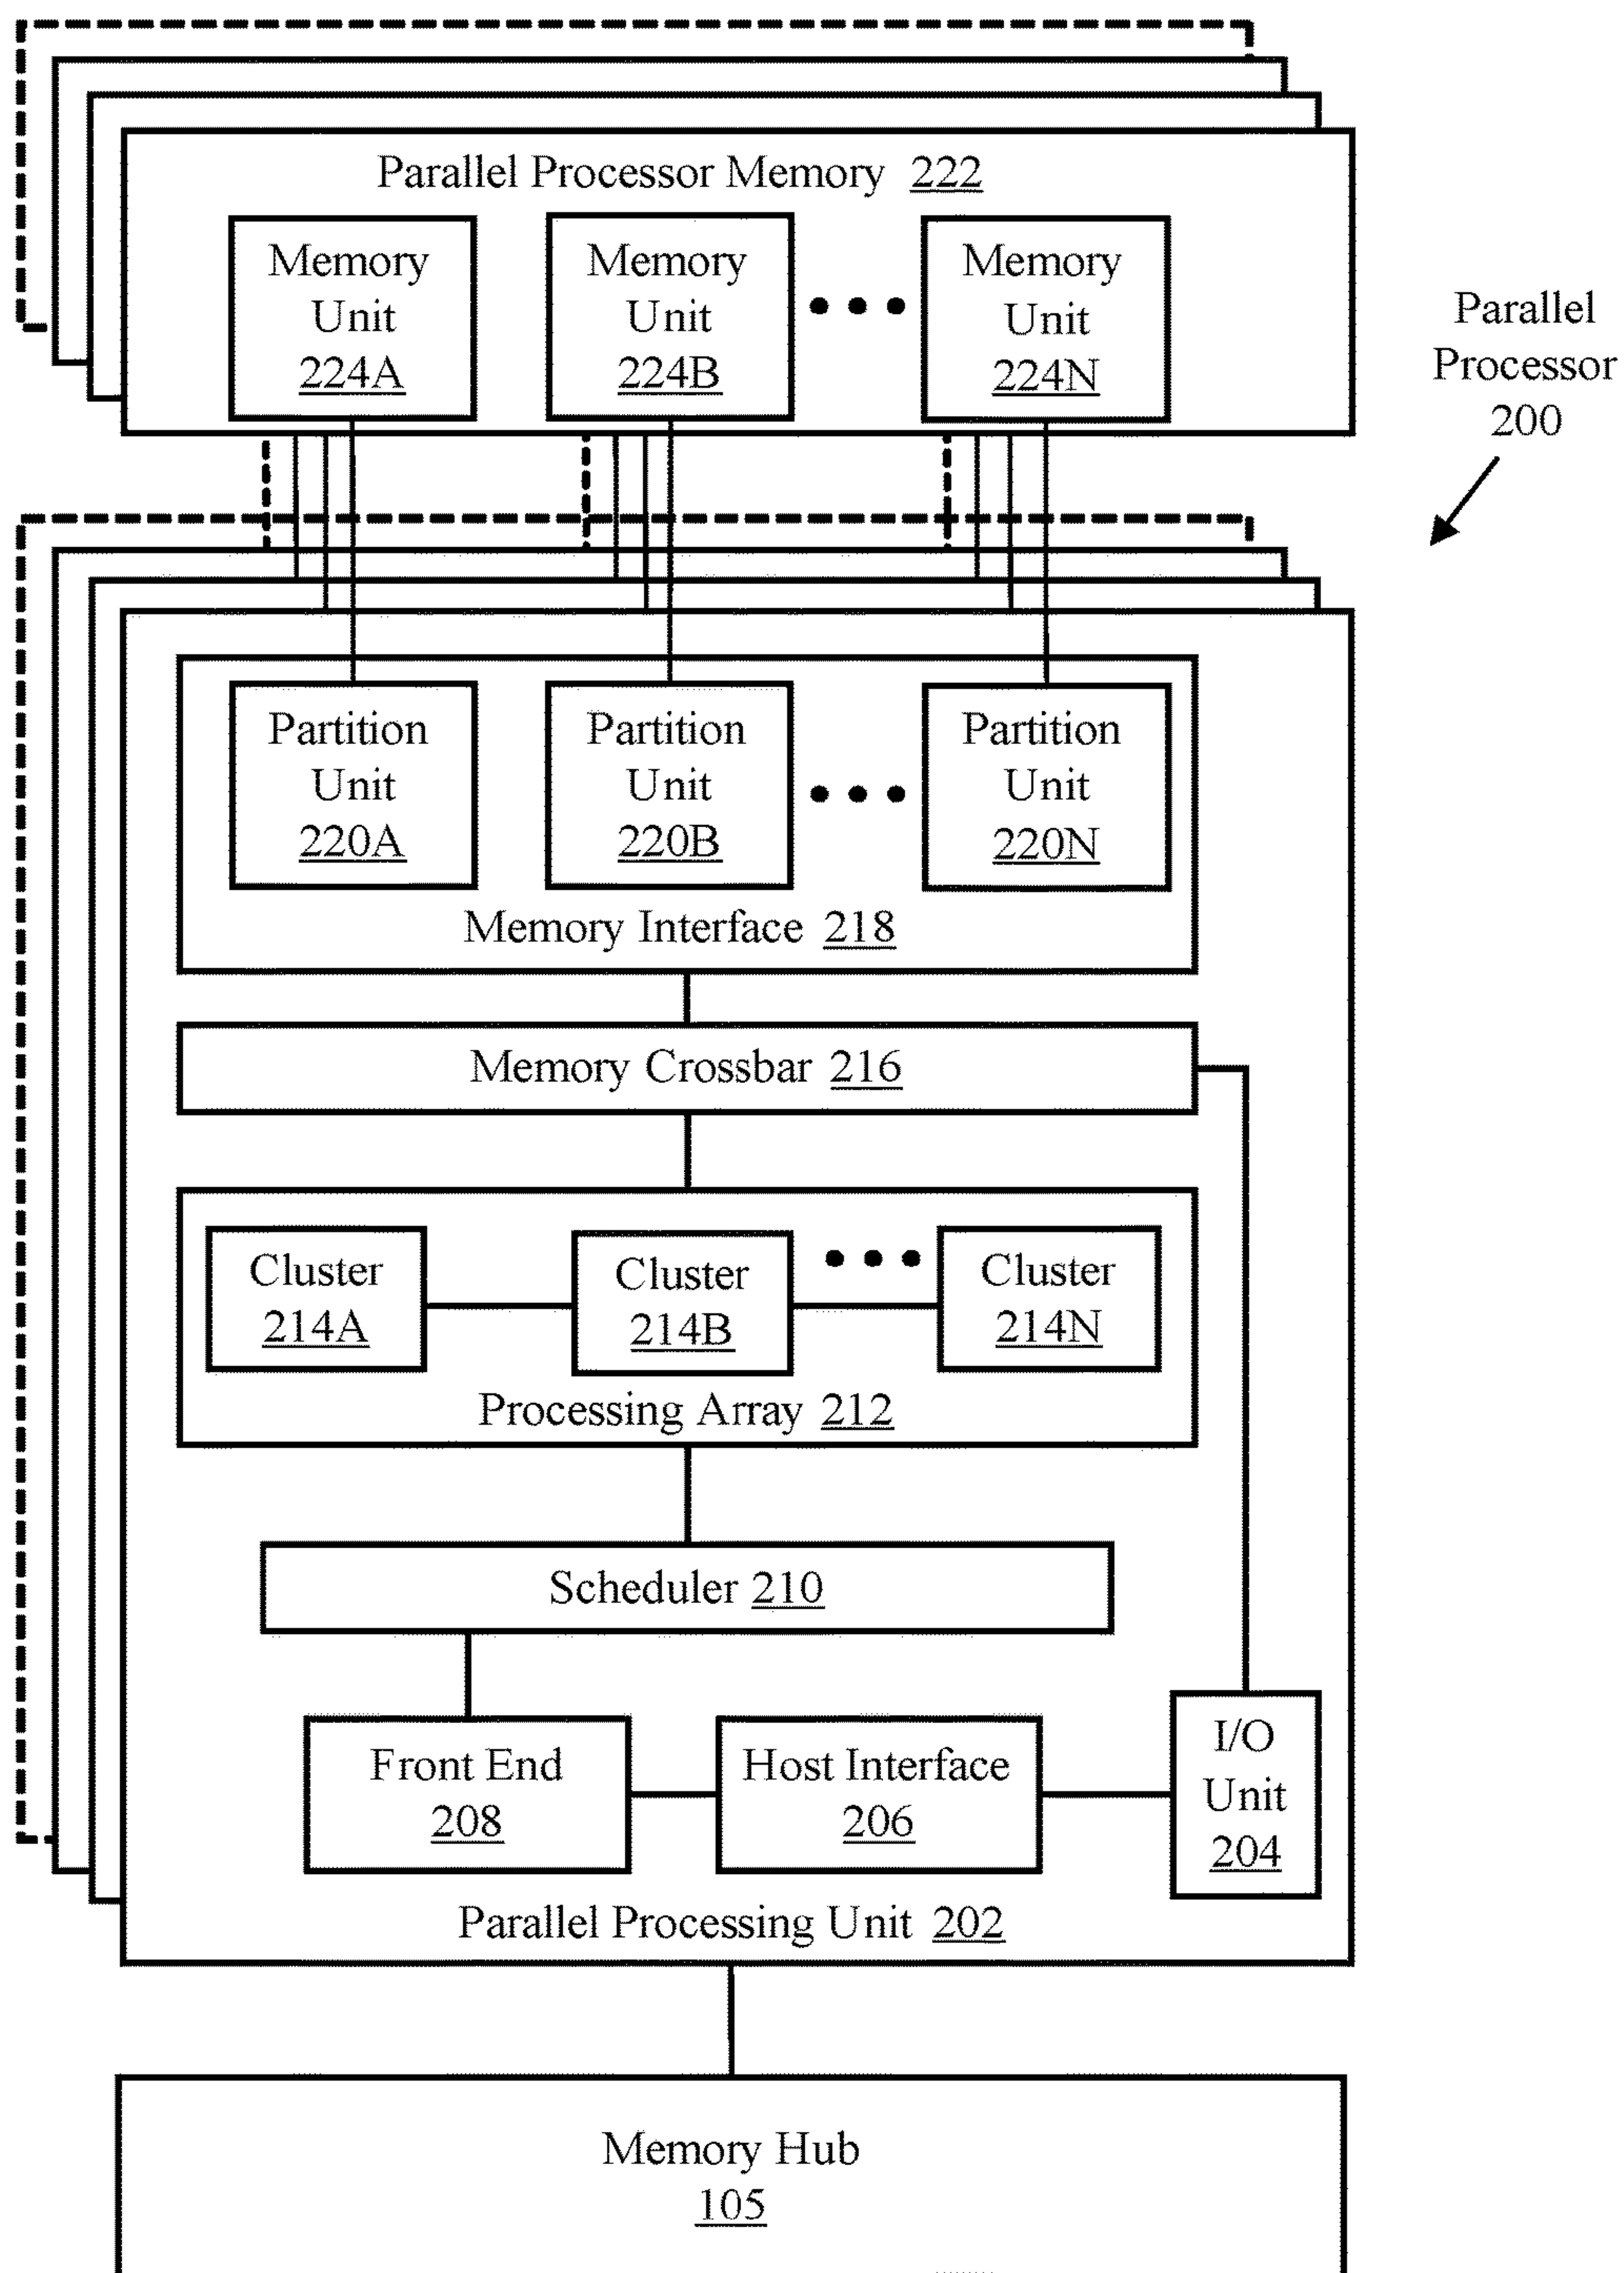 Parallel Processor Memory 222
Memory
Unit
224A
Memory
Unit
224B
Memory
Unit
224N
Parallel
Processor
200
Partition
Unit
220A
Partition
Unit
220B
Partition
Unit
220N
Memory Interface 218
Memory Crossbar 216
Cluster
214A
Cluster
214B
Cluster
214N
Processing Array 212
Scheduler 210
Front End
208
Host Interface
206
I/O
Unit
204
Parallel Processing Unit 202
Memory Hub
105